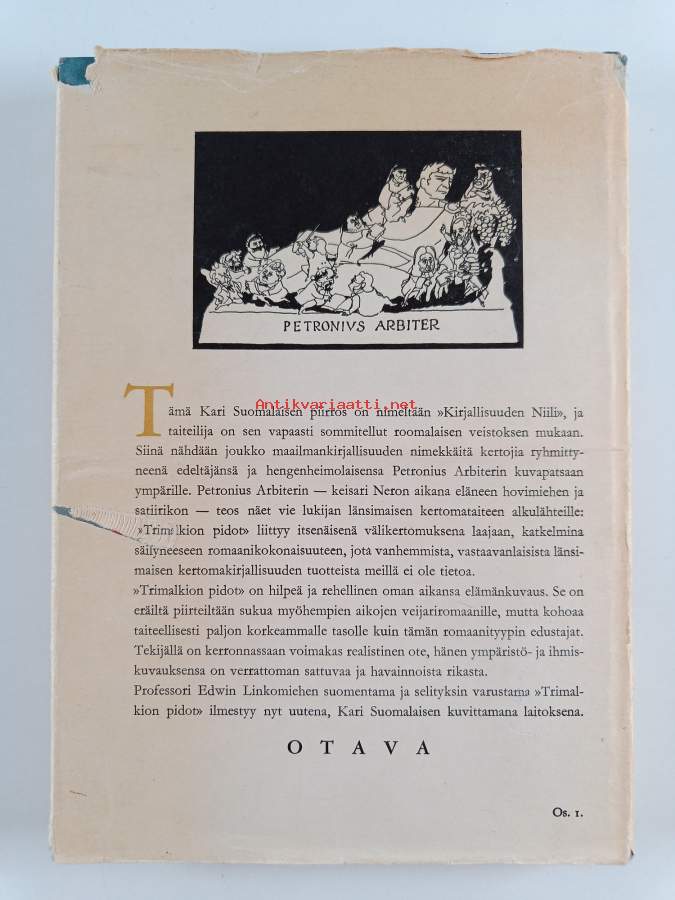 PETRONIVS ARBITER
Antikvariaatti.net
Tämä Kari Suomalaisen piirros on nimeltään »Kirjallisuuden Niili», ja
taiteilija on sen vapaasti sommitellut roomalaisen veistoksen mukaan.
Siinä nähdään joukko maailmankirjallisuuden nimekkäitä kertojia ryhmitty-
neenä edeltäjänsä ja hengenheimolaisensa Petronius Arbiterin kuvapatsaan
ympärille. Petronius Arbiterin — keisari Neron aikana eläneen hovimiehen ja
satiirikon — teos näet vie lukijan länsimaisen kertomataiteen alkulähteille:
»Trimalkion pidot» liittyy itsenäisenä välikertomuksena laajaan, katkelmina
säilyneeseen romaanikokonaisuuteen, jota vanhemmista, vastaavanlaisista länsi-
maisen kertomakirjallisuuden tuotteista meillä ei ole tietoa.
»Trimalkion pidot» on hilpeä ja rehellinen oman aikansa elämänkuvaus. Se on
eräiltä piirteiltään sukua myöhempien aikojen veijariromaanille, mutta kohoaa
taiteellisesti paljon korkeammalle tasolle kuin tämän romaanityypin edustajat.
Tekijällä on kerronnassaan voimakas realistinen ote, hänen ympäristö- ja ihmis-
kuvauksensa on verrattoman sattuvaa ja havainnoista rikasta.
Professori Edwin Linkomiehen suomentama ja selityksin varustama »Trimal-
kion pidot» ilmestyy nyt uutena, Kari Suomalaisen kuvittamana laitoksena.
OTAVA
Os. 1.